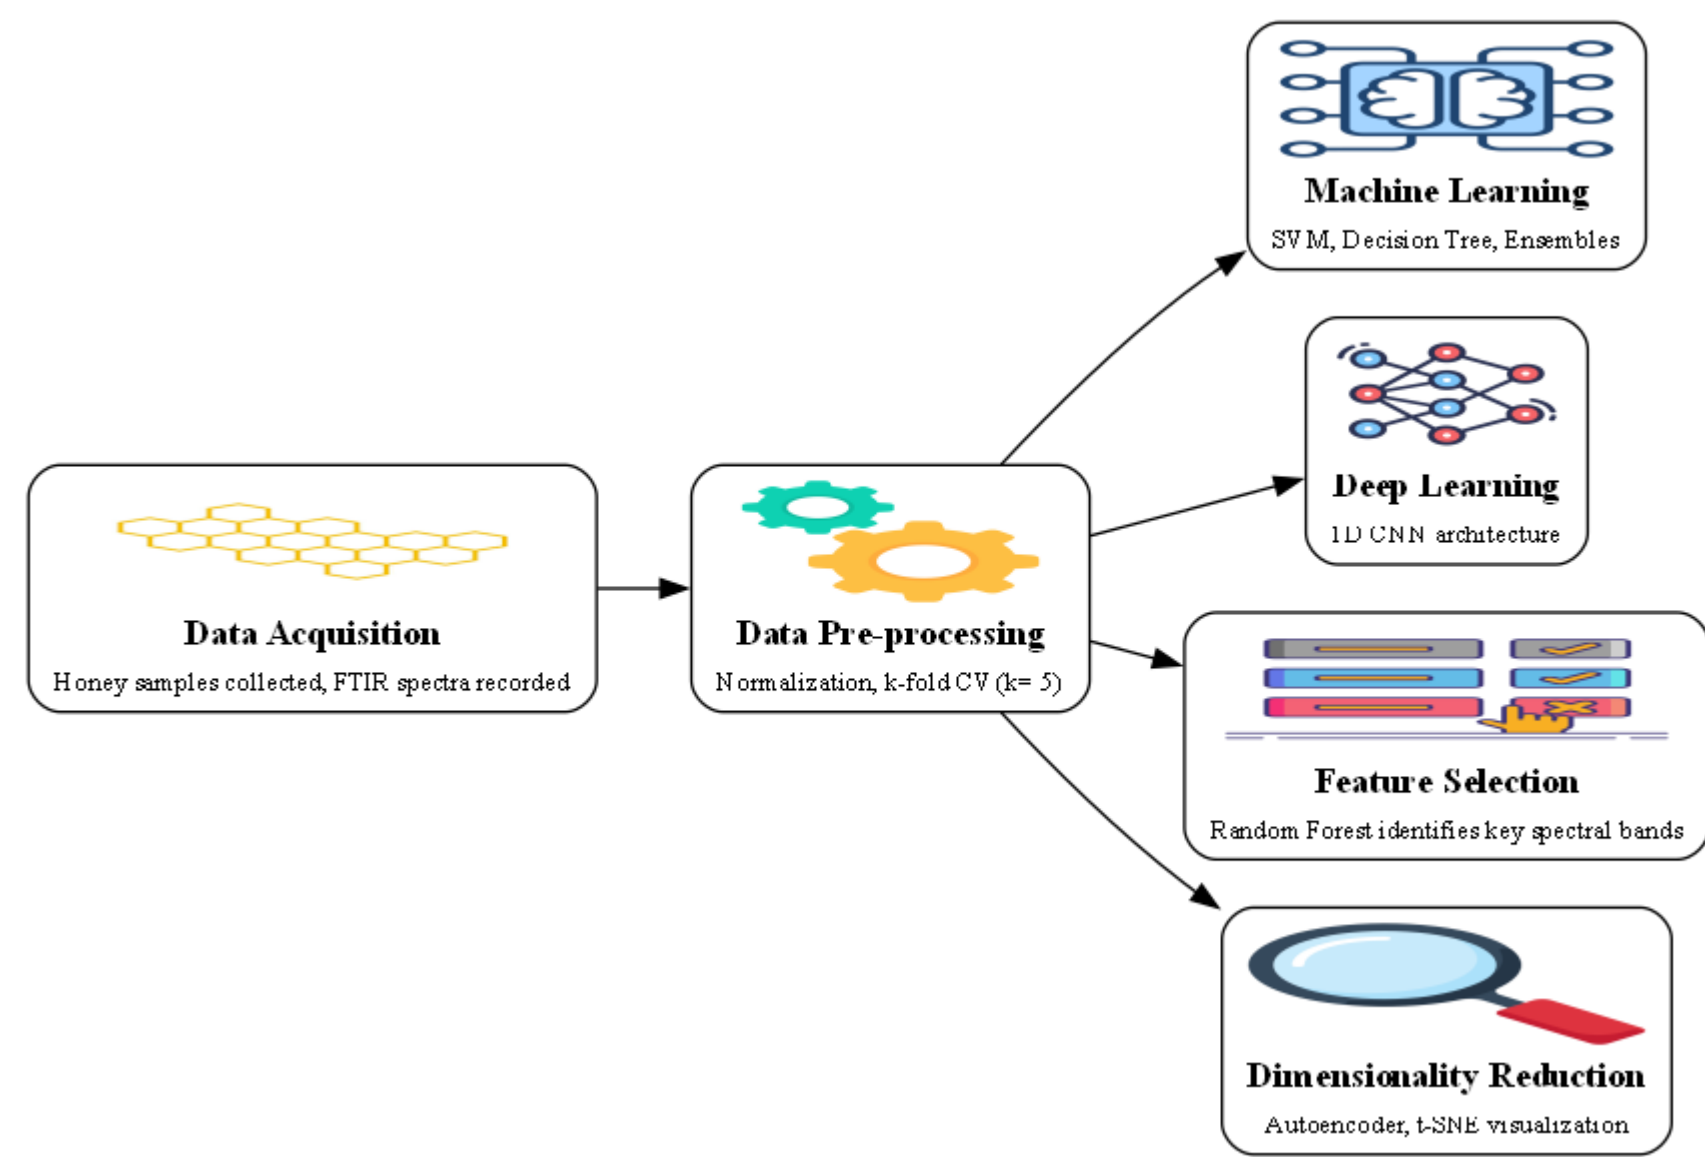 Machine Learning
SVM, Decision Tree, Ensembles
Deep Learning
1D CNN architecture
Data Acquisition
Honey samples collected, FTIR spectra recorded
Data Pre-processing
Normalization, k-fold CV (k= 5)
Feature Selection
Random Forest identifies key spectral bands
Dimensionality Reduction
Autoencoder, t-SNE visualization